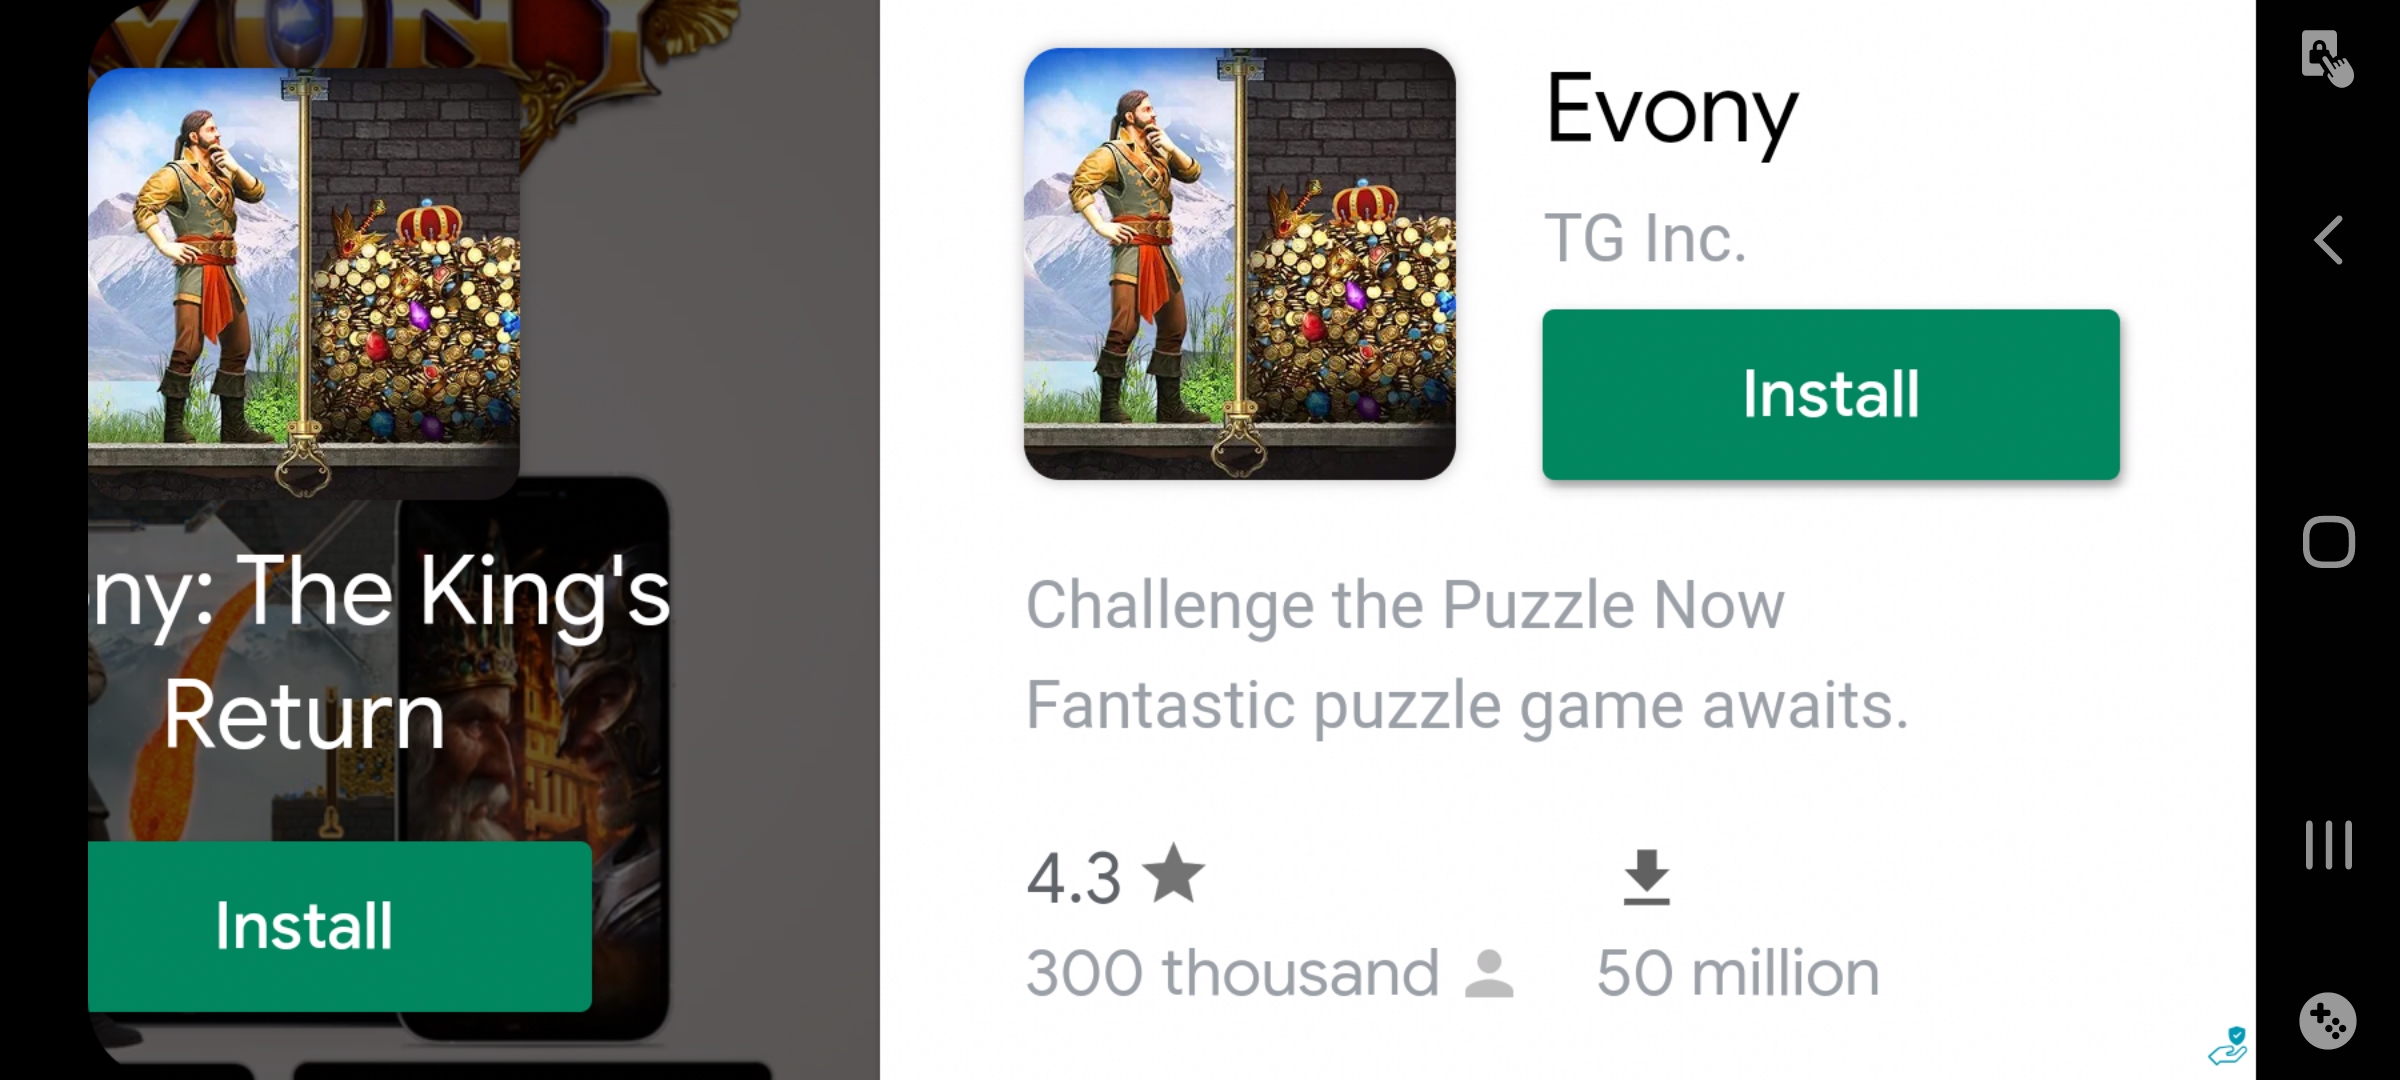 ny: The King's
Return
Install
Evony
TG Inc.
Install
Challenge the Puzzle Now
Fantastic puzzle game awaits.
4.3
300 thousand
50 million